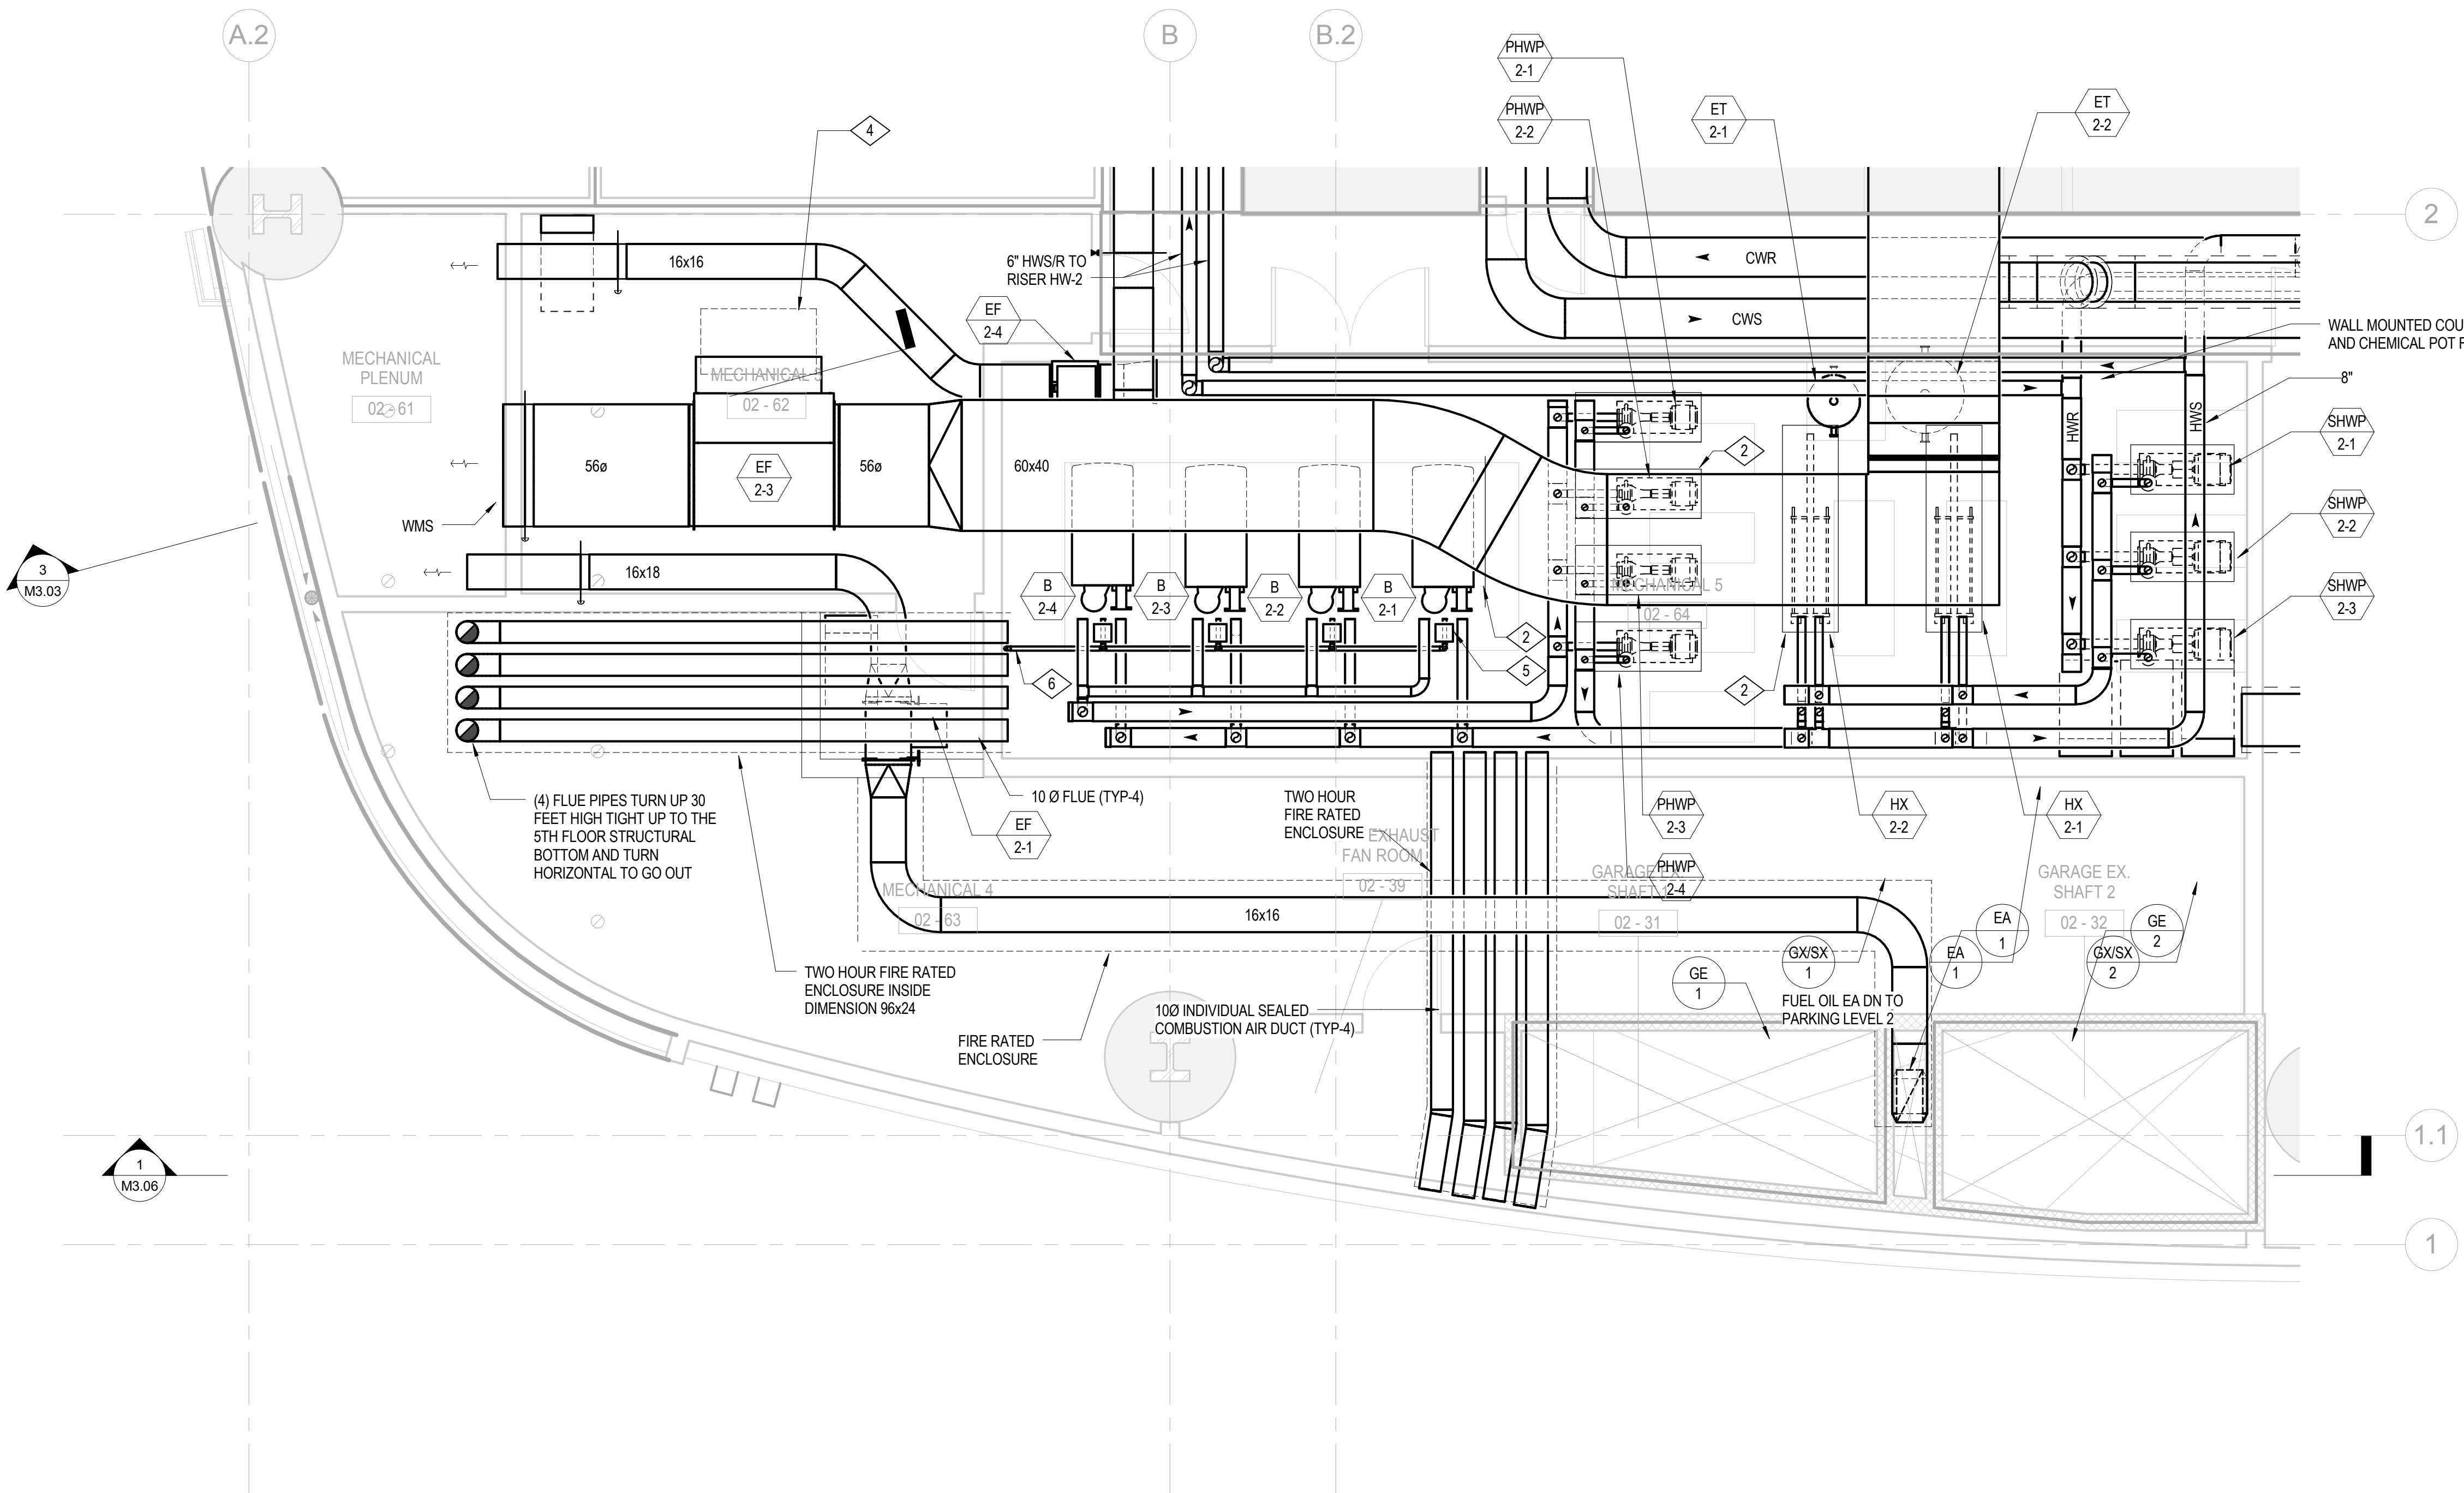 A.2
B
B.2
PHWP
2-1
PHWP
2-2
ET
2-1
ET
2-2
4
2
16x16
6" HWS/R TO
RISER HW-2
CWR
CWS
EF
2-4
WALL MOUNTED COU
AND CHEMICAL POT F
MECHANICAL
PLENUM
02 - 61
MECHANICAL 3
02 - 62
8"
HWR
HWS
SHWP
2-1
56ø
EF
2-3
56ø
60x40
2
WMS
SHWP
2-2
3
M3.03
16x18
B
2-4
B
2-3
B
2-2
B
2-1
MECHANICAL 5
02 - 64
SHWP
2-3
2
5
6
2
(4) FLUE PIPES TURN UP 30
FEET HIGH TIGHT UP TO THE
5TH FLOOR STRUCTURAL
BOTTOM AND TURN
HORIZONTAL TO GO OUT
10 Ø FLUE (TYP-4)
EF
2-1
TWO HOUR
FIRE RATED
ENCLOSURE
EXHAUST
FAN ROOM
02 - 39
PHWP
2-3
HX
2-2
HX
2-1
PHWP
2-4
GARAGE EX.
SHAFT 1
02 - 31
GARAGE EX.
SHAFT 2
02 - 32
MECHANICAL 4
02 - 63
16x16
EA
1
GE
2
GX/SX
1
EA
1
GX/SX
2
GE
1
TWO HOUR FIRE RATED
ENCLOSURE INSIDE
DIMENSION 96x24
FUEL OIL EA DN TO
PARKING LEVEL 2
10Ø INDIVIDUAL SEALED
COMBUSTION AIR DUCT (TYP-4)
FIRE RATED
ENCLOSURE
1.1
1
M3.06
1